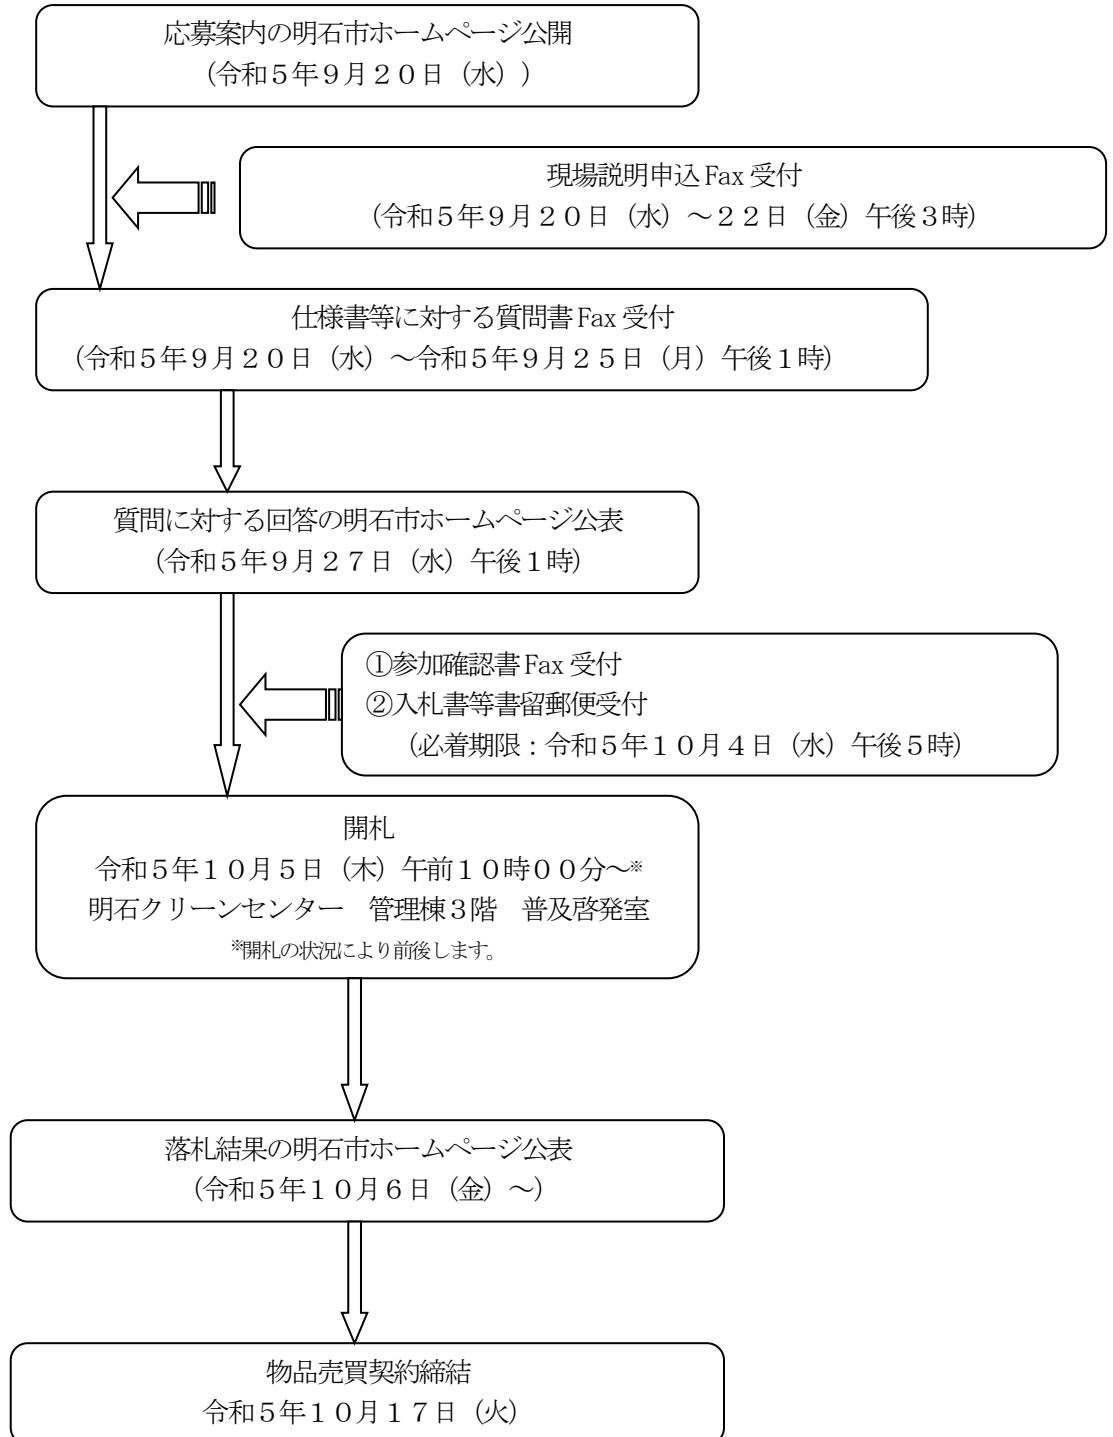 応募案内の明石市ホームページ公開
（令和５年９月２０日（水））
現場説明申込 Fax 受付
（令和５年９月２０日（水）～２２日（金）午後３時）
仕様書等に対する質問書 Fax 受付
（令和５年９月２０日（水）～令和５年９月２５日（月）午後１時）
質問に対する回答の明石市ホームページ公表
（令和５年９月２７日（水）午後１時）
①参加確認書 Fax 受付
②入札書等書留郵便受付
（必着期限：令和５年１０月４日（水）午後５時）
開札
令和５年１０月５日（木）午前１０時００分～※
明石クリーンセンター　管理棟３階　普及啓発室
※開札の状況により前後します。
落札結果の明石市ホームページ公表
（令和５年１０月６日（金）～）
物品売買契約締結
令和５年１０月１７日（火）